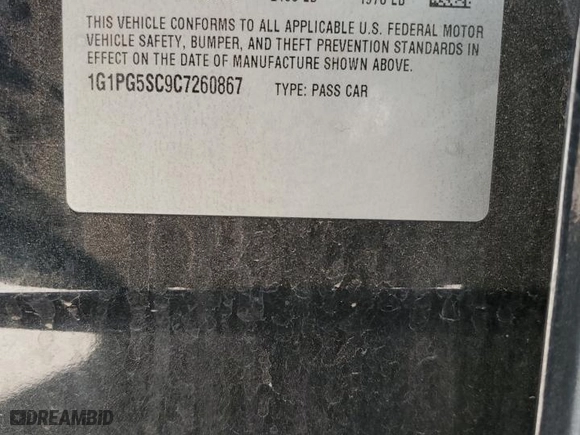 THIS VEHICLE CONFORMS TO ALL APPLICABLE U.S. FEDERAL MOTOR
VEHICLE SAFETY, BUMPER, AND THEFT PREVENTION STANDARDS IN
EFFECT ON THE DATE OF MANUFACTURE SHOWN ABOVE.
1G1PG5SC9C7260867 TYPE: PASS CAR
DREAMBID